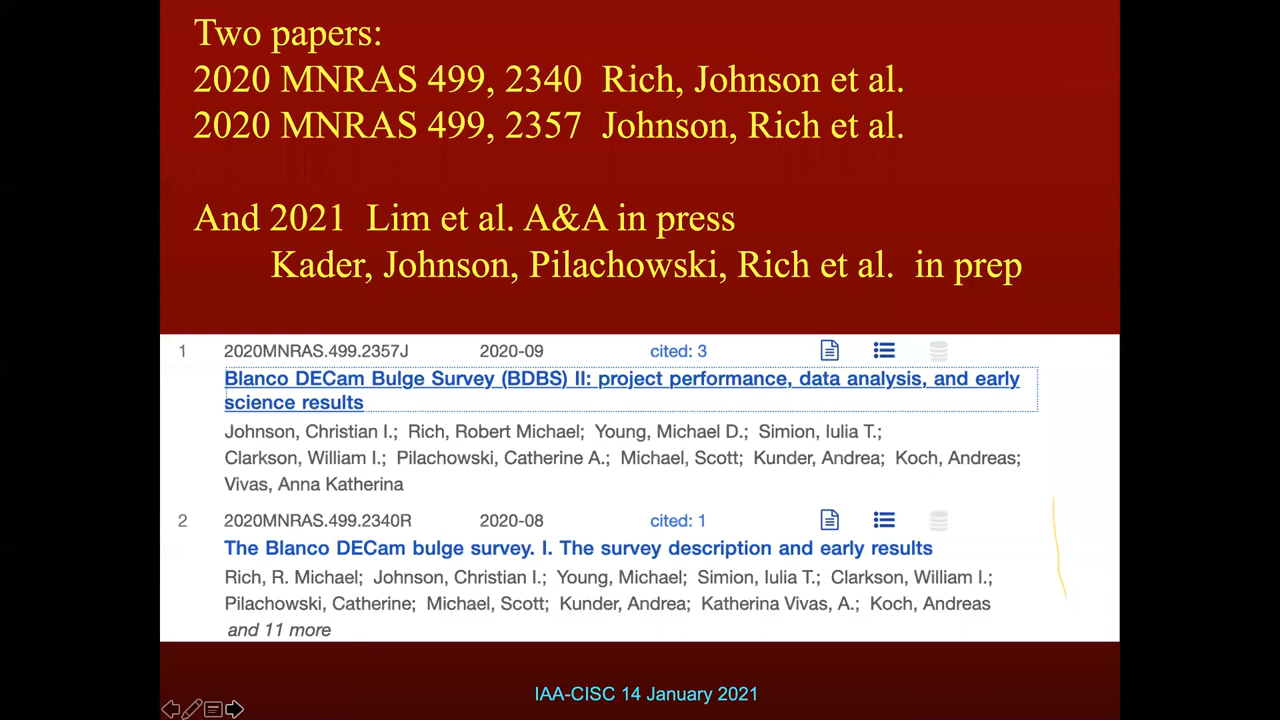 Two papers:
2020 MNRAS 499, 2340 Rich, Johnson et al.
2020 MNRAS 499, 2357 Johnson, Rich et al.
And 2021 Lim et al. A&A in press
Kader, Johnson, Pilachowski, Rich et al. in prep
1 2020MNRAS.499.2357J 2020-09 cited: 3
Blanco DECam Bulge Survey (BDBS) II: project performance, data analysis, and early
science results
Johnson, Christian I.; Rich, Robert Michael; Young, Michael D.; Simion, Iulia T.;
Clarkson, William I.; Pilachowski, Catherine A.; Michael, Scott; Kunder, Andrea; Koch, Andreas;
Vivas, Anna Katherina
2 2020MNRAS.499.2340R 2020-08 cited: 1
The Blanco DECam bulge survey. I. The survey description and early results
Rich, R. Michael; Johnson, Christian I.; Young, Michael; Simion, Iulia T.; Clarkson, William I.;
Pilachowski, Catherine; Michael, Scott; Kunder, Andrea; Katherina Vivas, A.; Koch, Andreas
and 11 more
IAA-CISC 14 January 2021